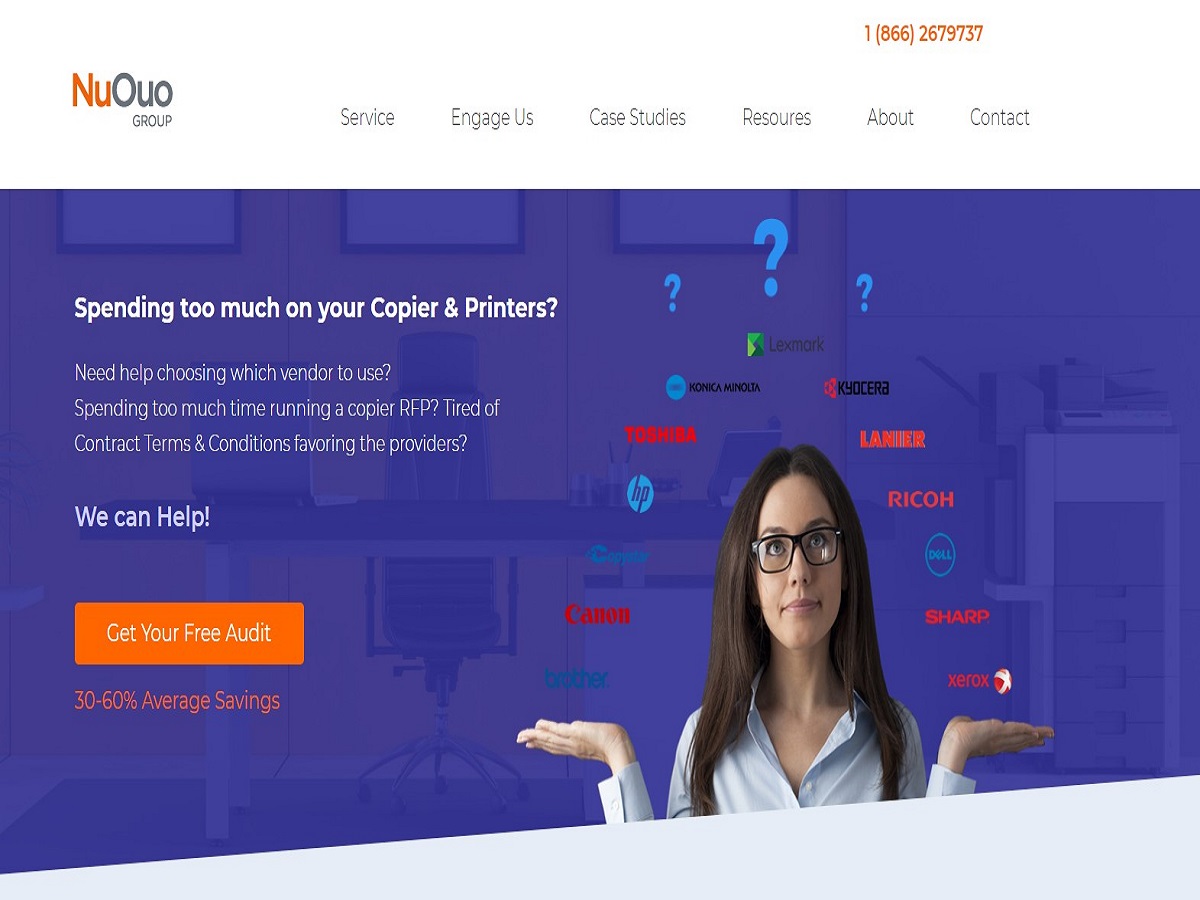 1 (866) 2679737
NuOuo
GROUP
Service Engage Us Case Studies Resoures About Contact
Spending too much on your Copier & Printers?
Need help choosing which vendor to use?
Spending too much time running a copier RFP? Tired of
Contract Terms & Conditions favoring the providers?
We can Help!
Get Your Free Audit
30-60% Average Savings
? ? ?
Lexmark
KONICA MINOLTA KYOCERA
TOSHIBA LANIER
hp RICOH
Copystar DELL
Canon SHARP
brother xerox